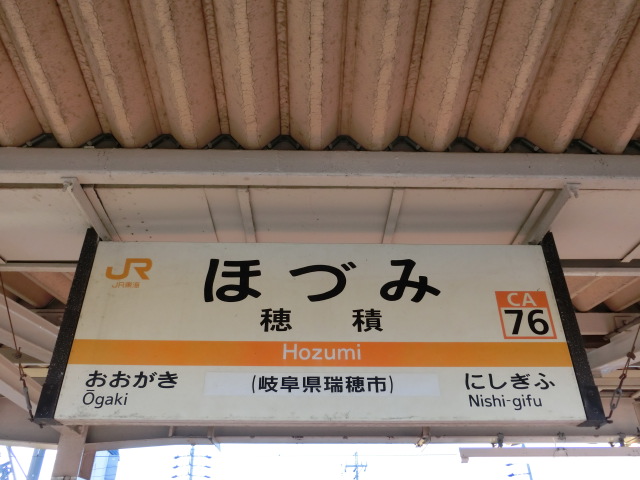 JR
JR東海
ほづみ
穂積
CA
76
Hozumi
おおがき
Ōgaki
(岐阜県瑞穂市)
にしぎふ
Nishi-gifu